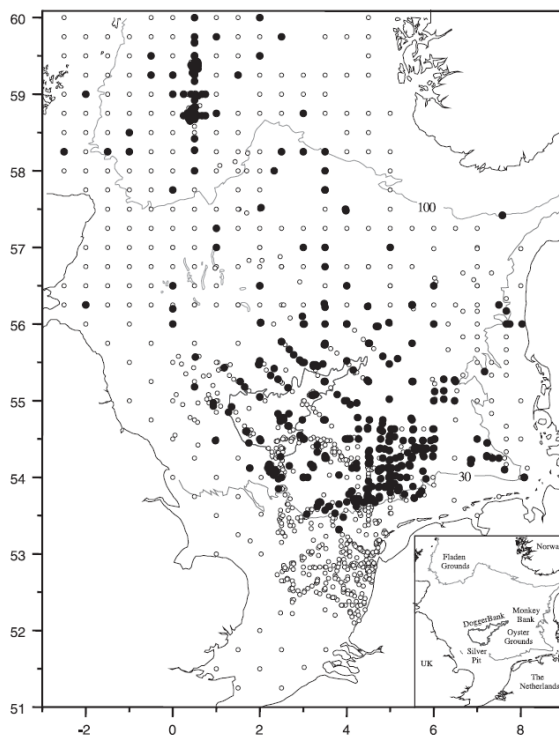 60
59
58
57
56
55
54
53
52
51
-2
0
2
4
6
8
100
30
Fladen
Grounds
Norwa
Monkey
Bank
DoggerBank
Oyster
Grounds
Silver
Pit
UK
The
Netherlands